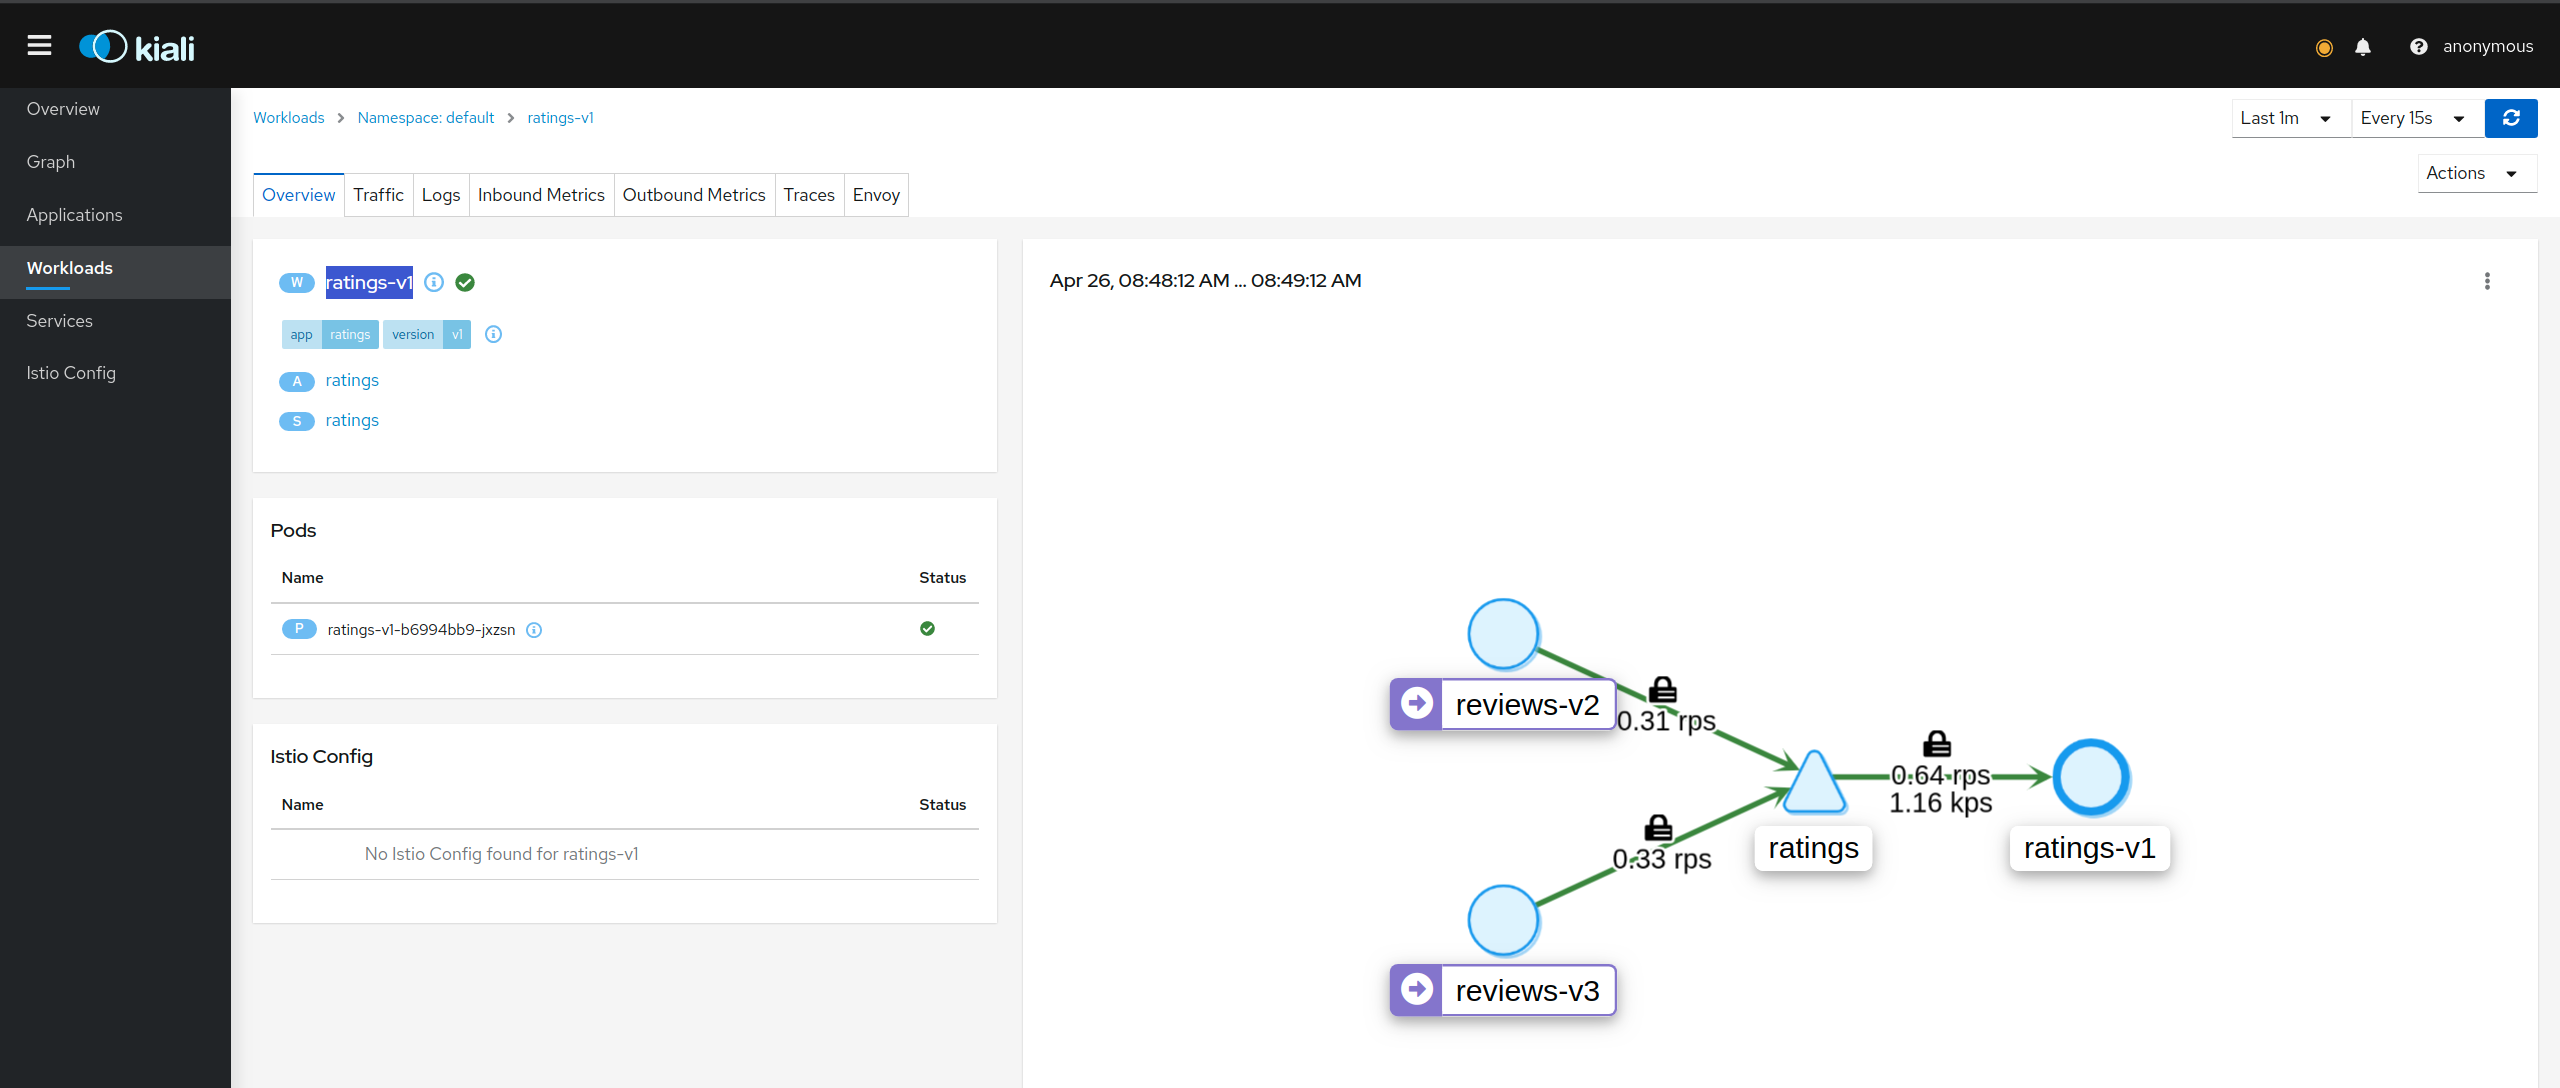 kiali
anonymous
Overview
Graph
Applications
Workloads
Services
Istio Config
Workloads > Namespace: default > ratings-v1
Last 1m
Every 15s
Actions
Overview Traffic Logs Inbound Metrics Outbound Metrics Traces Envoy
W ratings-v1
app ratings version v1
A ratings
S ratings
Pods
Name Status
P ratings-v1-b6994bb9-jxzsn
Istio Config
Name Status
No Istio Config found for ratings-v1
Apr 26, 08:48:12 AM ... 08:49:12 AM
reviews-v2
0.31 rps
0.64 rps
1.16 kps
ratings
ratings-v1
0.33 rps
reviews-v3